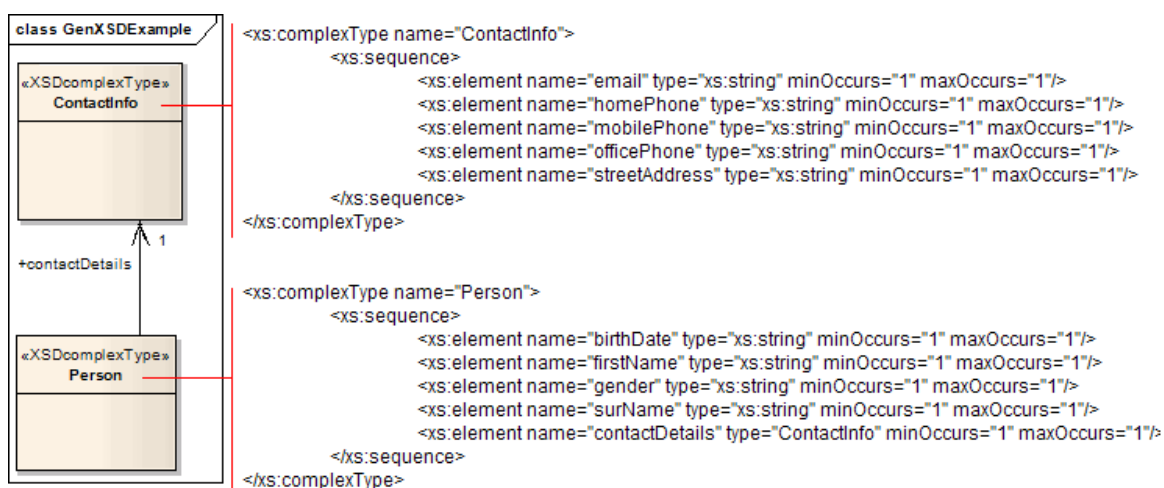 class GenXSDExample
«XSDcomplexType»
ContactInfo
1
+contactDetails
«XSDcomplexType»
Person
<xs:complexType name="ContactInfo">
<xs:sequence>
<xs:element name="email" type="xs:string" minOccurs="1" maxOccurs="1"/>
<xs:element name="homePhone" type="xs:string" minOccurs="1" maxOccurs="1"/>
<xs:element name="mobilePhone" type="xs:string" minOccurs="1" maxOccurs="1"/>
<xs:element name="officePhone" type="xs:string" minOccurs="1" maxOccurs="1"/>
<xs:element name="streetAddress" type="xs:string" minOccurs="1" maxOccurs="1"/>
</xs:sequence>
</xs:complexType>
<xs:complexType name="Person">
<xs:sequence>
<xs:element name="birthDate" type="xs:string" minOccurs="1" maxOccurs="1"/>
<xs:element name="firstName" type="xs:string" minOccurs="1" maxOccurs="1"/>
<xs:element name="gender" type="xs:string" minOccurs="1" maxOccurs="1"/>
<xs:element name="surName" type="xs:string" minOccurs="1" maxOccurs="1"/>
<xs:element name="contactDetails" type="ContactInfo" minOccurs="1" maxOccurs="1"/>
</xs:sequence>
</xs:complexType>